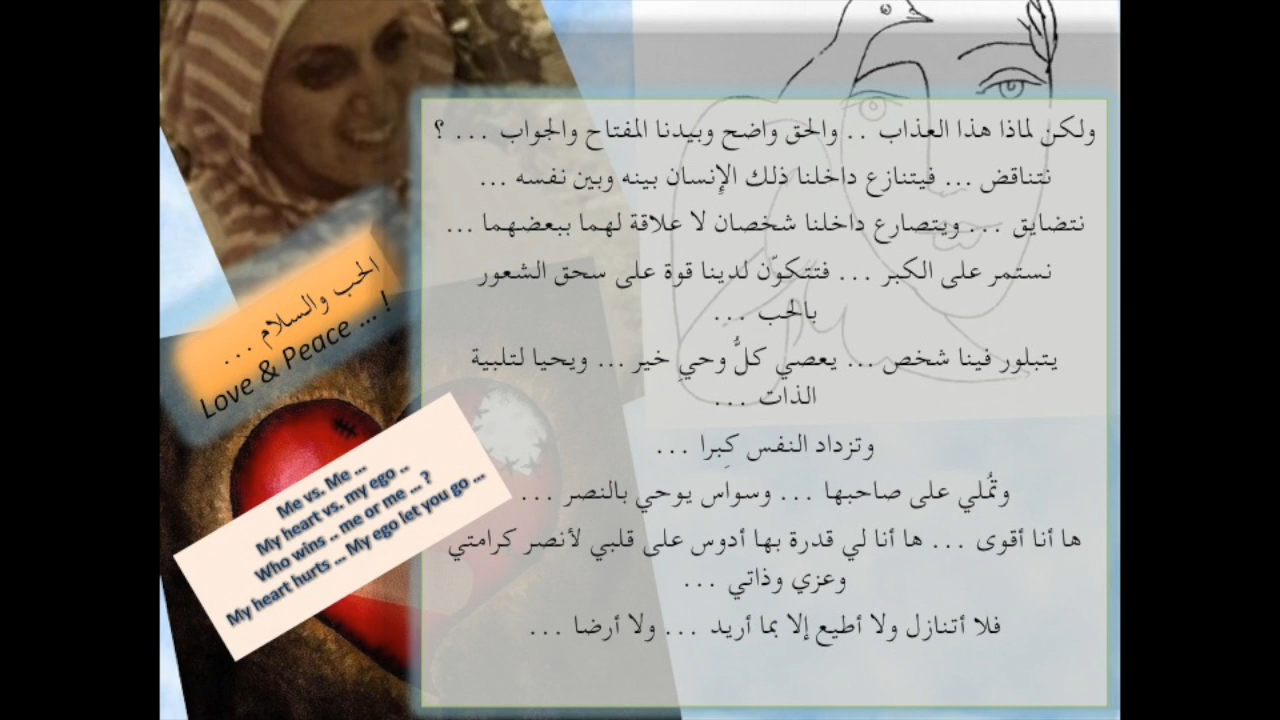 ولكن لماذا هذا العذاب .. والحق واضح وبيدنا المفتاح والجواب ... ؟
نتناقض ... فيتنازع داخلنا ذلك الإِنسان بينه وبين نفسه ...
نتضايق ... ويتصارع داخلنا شخصان لا علاقة لهما ببعضهما ...
نستمر على الكبر ... فتتكوّن لدينا قوة على سحق الشعور
بالحب ...
يتبلور فينا شخص ... يعصي كلُّ وحيِ خير ... ويحيا لتلبية
الذات ...
وتزداد النفس كِبرا ...
وتُملي على صاحبها ... وسواس يوحي بالنصر ...
ها أنا أقوى ... ها أنا لي قدرة بها أدوس على قلبي لأنصر كرامتي
وعزي وذاتي ...
فلا أتنازل ولا أطيع إلا بما أريد ... ولا أرضا ...
الحب والسلام ...
Love & Peace ... !
Me vs. Me ...
My heart vs. my ego ..
Who wins .. me or me ... ?
My heart hurts ... My ego let you go ...